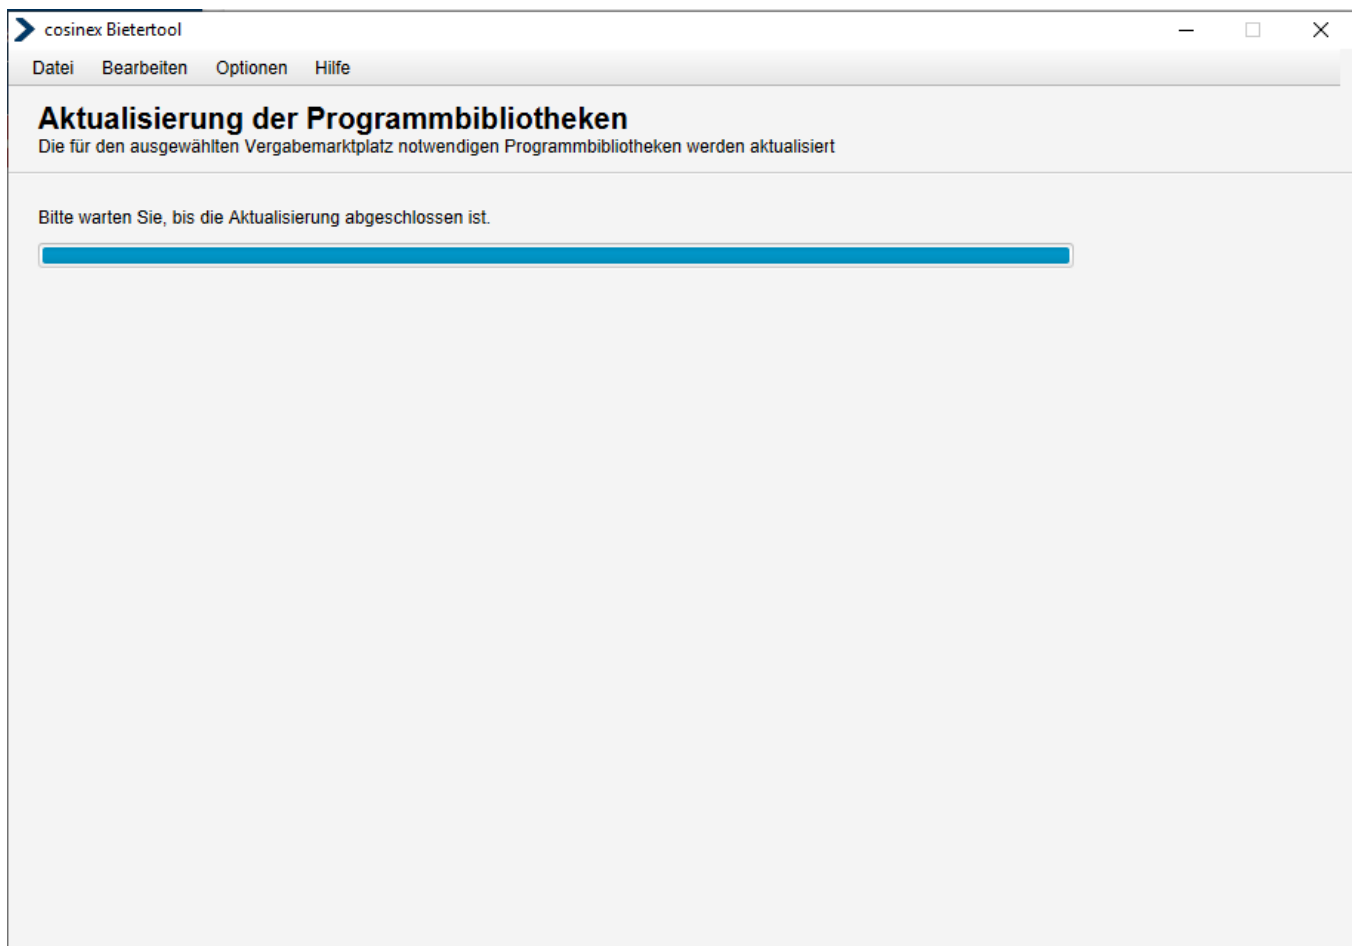 cosinex Bietertool
Datei Bearbeiten Optionen Hilfe
Aktualisierung der Programmbibliotheken
Die für den ausgewählten Vergabemarktplatz notwendigen Programmbibliotheken werden aktualisiert
Bitte warten Sie, bis die Aktualisierung abgeschlossen ist.